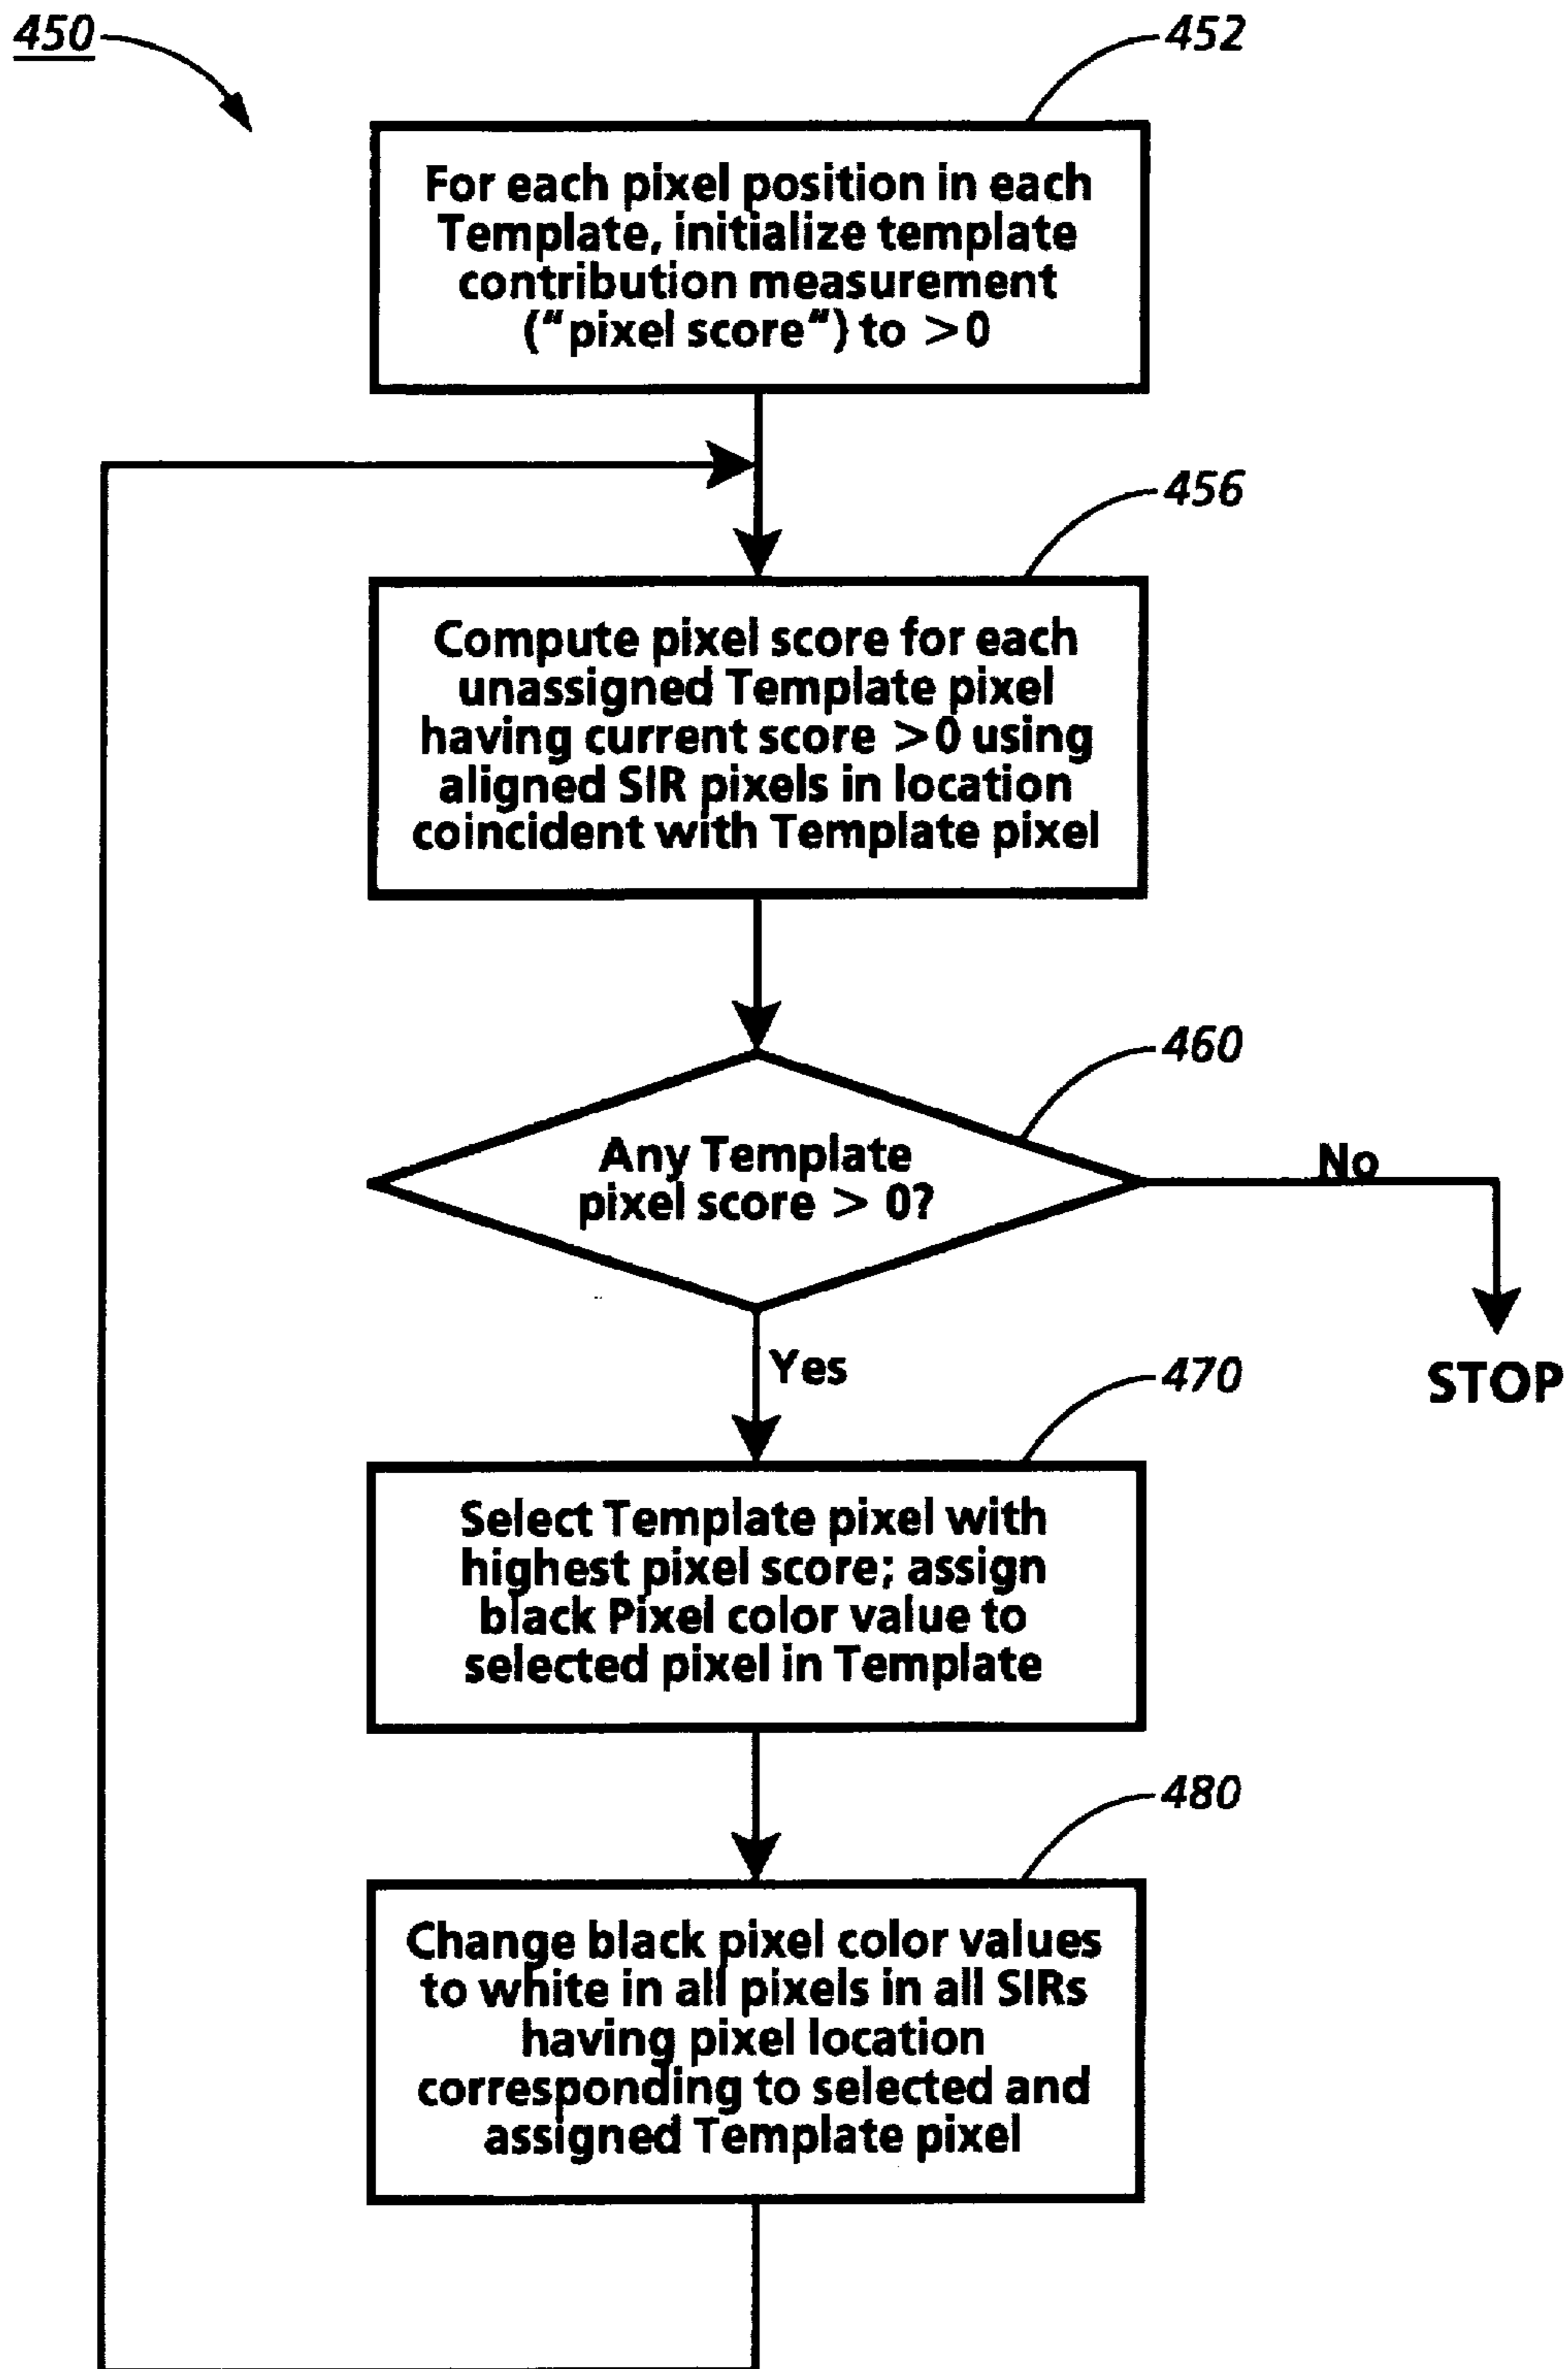 450
452
For each pixel position in each
Template, initialize template
contribution measurement
("pixel score") to >0
456
Compute pixel score for each
unassigned Template pixel
having current score >0 using
aligned SIR pixels in location
coincident with Template pixel
460
Any Template
pixel score > 0?
No
Yes
STOP
470
Select Template pixel with
highest pixel score; assign
black Pixel color value to
selected pixel in Template
480
Change black pixel color values
to white in all pixels in all SIRs
having pixel location
corresponding to selected and
assigned Template pixel